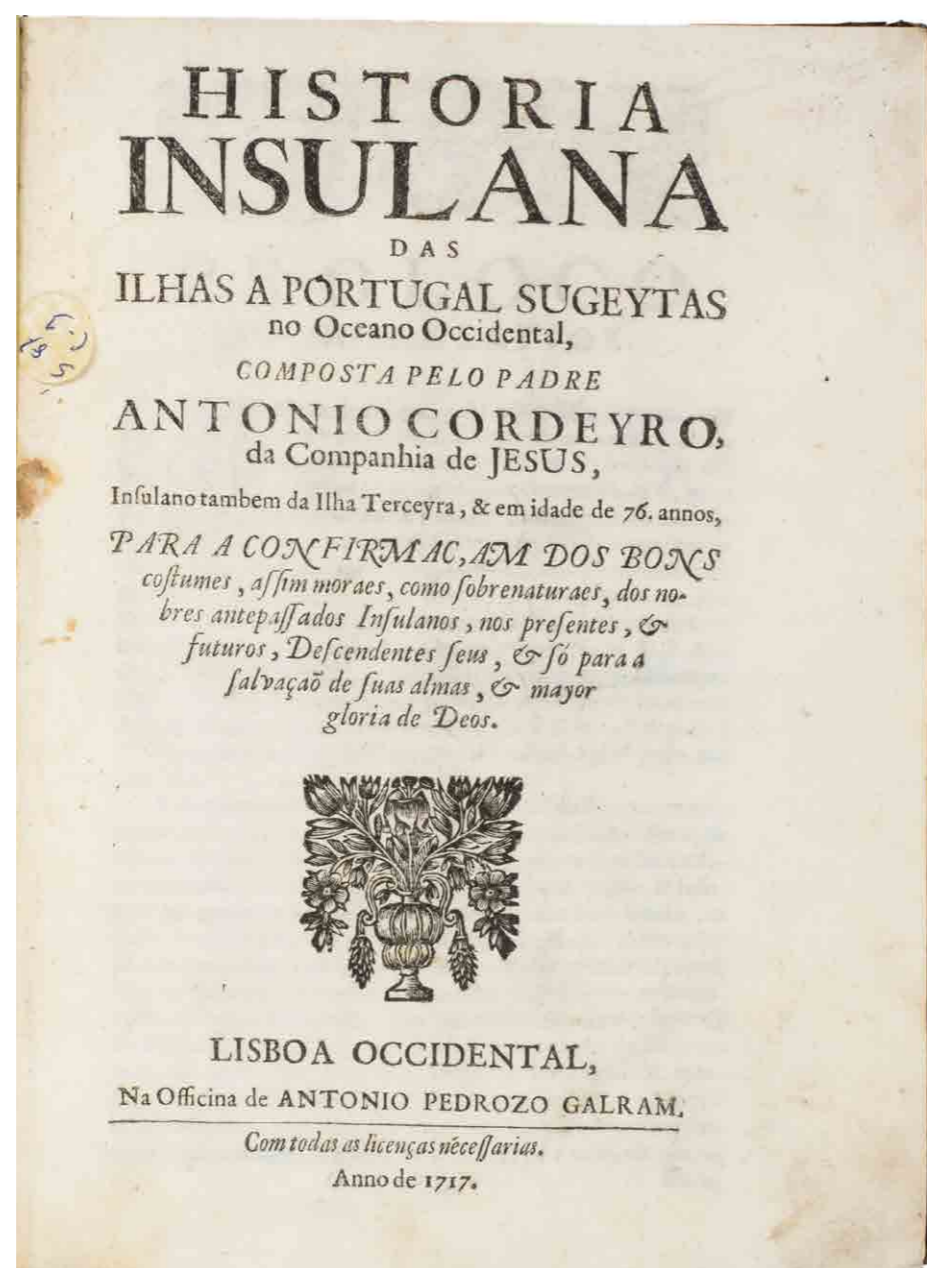 HISTORIA
INSULANA
DAS
ILHAS A PORTUGAL SUGEYTAS
no Oceano Occidental,
COMPOSTA PELO PADRE
ANTONIO CORDEYRO,
da Companhia de JESUS,
Inſulano tambem da Ilha Terceyra, & em idade de 76. annos,
PARA A CONFIRMAC,AM DOS BONS
coſtumes, aſſim moraes, como ſobrenaturaes, dos no-
bres antepaſſados Inſulanos, nos preſentes, &
futuros, Deſcendentes ſeus, & ſó para a
ſalvaçaõ de ſuas almas, & mayor
gloria de Deos.
LISBOA OCCIDENTAL,
Na Officina de ANTONIO PEDROZO GALRAM.
Com todas as licenças néceſſarias.
Anno de 1717.